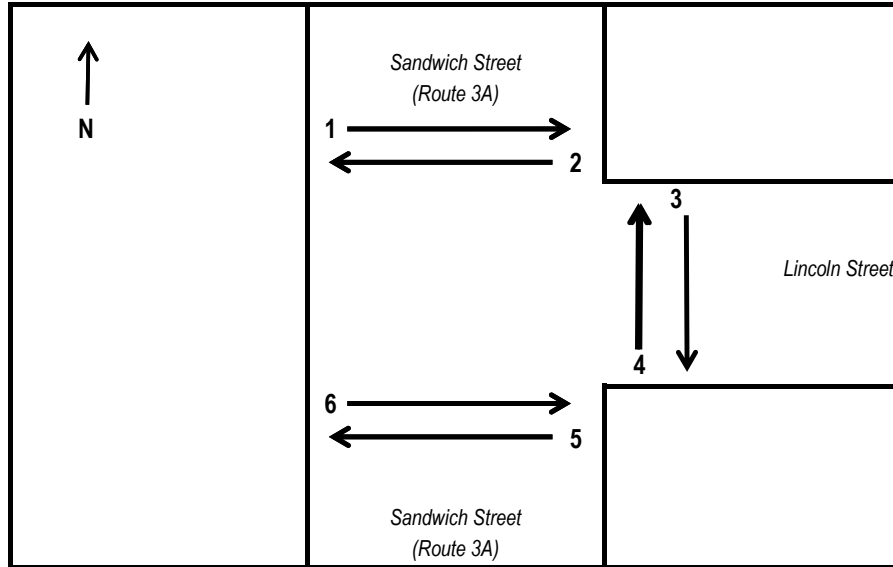 Sandwich Street
(Route 3A)
N
1
2
3
Lincoln Street
4
6
5
Sandwich Street
(Route 3A)